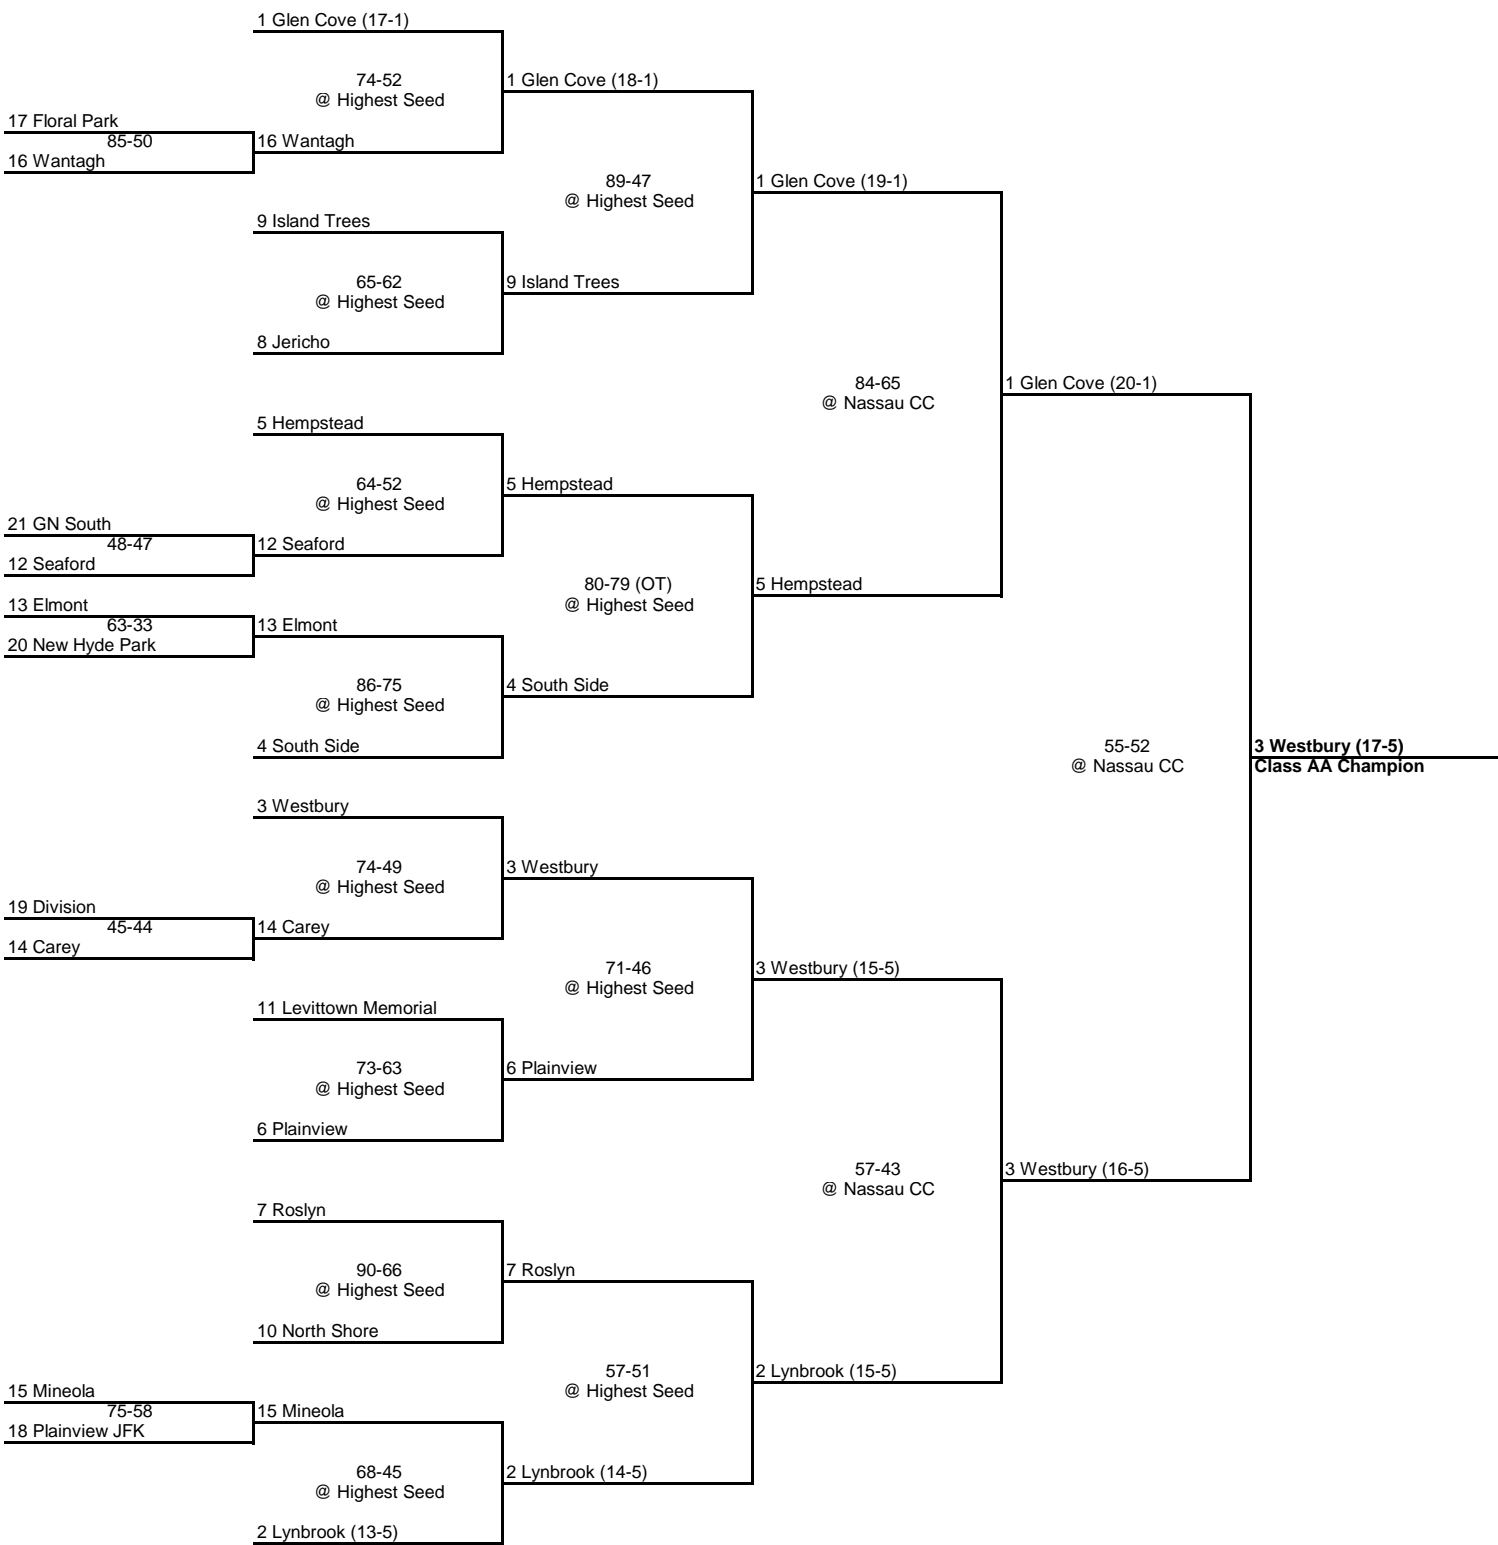 1 Glen Cove (17-1)
74-52
@ Highest Seed
1 Glen Cove (18-1)
17 Floral Park
85-50
16 Wantagh
16 Wantagh
89-47
@ Highest Seed
1 Glen Cove (19-1)
9 Island Trees
65-62
@ Highest Seed
9 Island Trees
8 Jericho
84-65
@ Nassau CC
1 Glen Cove (20-1)
5 Hempstead
64-52
@ Highest Seed
5 Hempstead
21 GN South
48-47
12 Seaford
12 Seaford
80-79 (OT)
@ Highest Seed
5 Hempstead
13 Elmont
63-33
20 New Hyde Park
13 Elmont
86-75
@ Highest Seed
4 South Side
4 South Side
55-52
@ Nassau CC
3 Westbury (17-5)
Class AA Champion
3 Westbury
74-49
@ Highest Seed
3 Westbury
19 Division
45-44
14 Carey
14 Carey
71-46
@ Highest Seed
3 Westbury (15-5)
11 Levittown Memorial
73-63
@ Highest Seed
6 Plainview
6 Plainview
57-43
@ Nassau CC
3 Westbury (16-5)
7 Roslyn
90-66
@ Highest Seed
7 Roslyn
10 North Shore
57-51
@ Highest Seed
2 Lynbrook (15-5)
15 Mineola
75-58
18 Plainview JFK
15 Mineola
68-45
@ Highest Seed
2 Lynbrook (14-5)
2 Lynbrook (13-5)